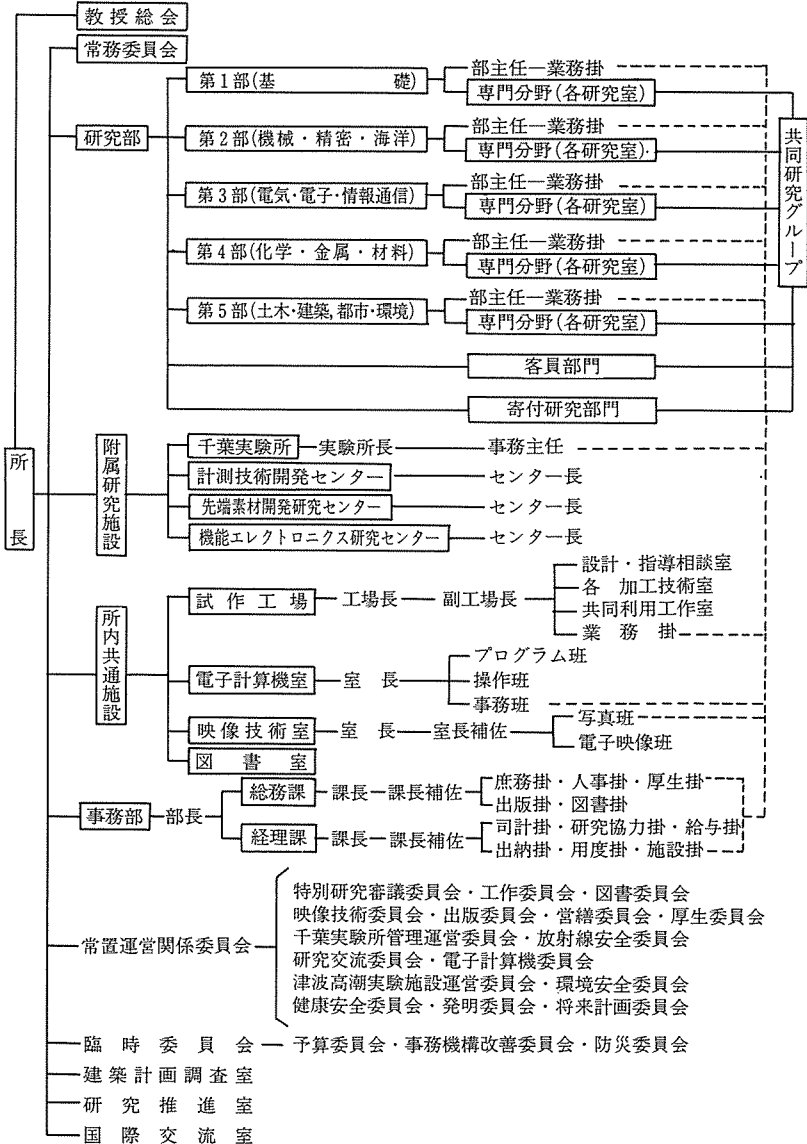 教授総会
常務委員会
研究部
第1部(基礎)
部主任―業務掛
専門分野(各研究室)
第2部(機械・精密・海洋)
部主任―業務掛
専門分野(各研究室)
第3部(電気・電子・情報通信)
部主任―業務掛
専門分野(各研究室)
第4部(化学・金属・材料)
部主任―業務掛
専門分野(各研究室)
第5部(土木・建築,都市・環境)
部主任―業務掛
専門分野(各研究室)
客員部門
寄付研究部門
共同研究グループ
所長
附属研究施設
千葉実験所 実験所長 事務主任
計測技術開発センター センター長
先端素材開発研究センター センター長
機能エレクトロニクス研究センター センター長
所内共通施設
試作工場 工場長 副工場長
設計・指導相談室
各加工技術室
共同利用工作室
業務掛
電子計算機室 室長
プログラム班
操作班
事務班
映像技術室 室長 室長補佐
写真班
電子映像班
図書室
事務部 部長
総務課 課長 課長補佐
庶務掛・人事掛・厚生掛
出版掛・図書掛
経理課 課長 課長補佐
司計掛・研究協力掛・給与掛
出納掛・用度掛・施設掛
常置運営関係委員会
特別研究審議委員会・工作委員会・図書委員会
映像技術委員会・出版委員会・営繕委員会・厚生委員会
千葉実験所管理運営委員会・放射線安全委員会
研究交流委員会・電子計算機委員会
津波高潮実験施設運営委員会・環境安全委員会
健康安全委員会・発明委員会・将来計画委員会
臨時委員会 予算委員会・事務機構改善委員会・防災委員会
建築計画調査室
研究推進室
国際交流室